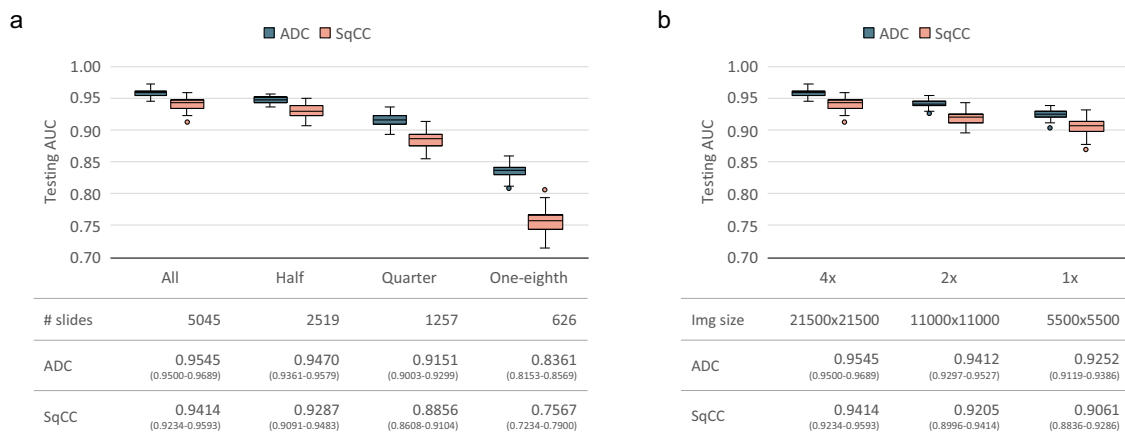 a
ADC SqCC
Testing AUC
1.00
0.95
0.90
0.85
0.80
0.75
0.70
All Half Quarter One-eighth
# slides 5045 2519 1257 626
ADC 0.9545 0.9470 0.9151 0.8361
(0.9500-0.9689) (0.9361-0.9579) (0.9003-0.9299) (0.8153-0.8569)
SqCC 0.9414 0.9287 0.8856 0.7567
(0.9234-0.9593) (0.9091-0.9483) (0.8608-0.9104) (0.7234-0.7900)
b
ADC SqCC
Testing AUC
1.00
0.95
0.90
0.85
0.80
0.75
0.70
4x 2x 1x
Img size 21500x21500 11000x11000 5500x5500
ADC 0.9545 0.9412 0.9252
(0.9500-0.9689) (0.9297-0.9527) (0.9119-0.9386)
SqCC 0.9414 0.9205 0.9061
(0.9234-0.9593) (0.8996-0.9414) (0.8836-0.9286)